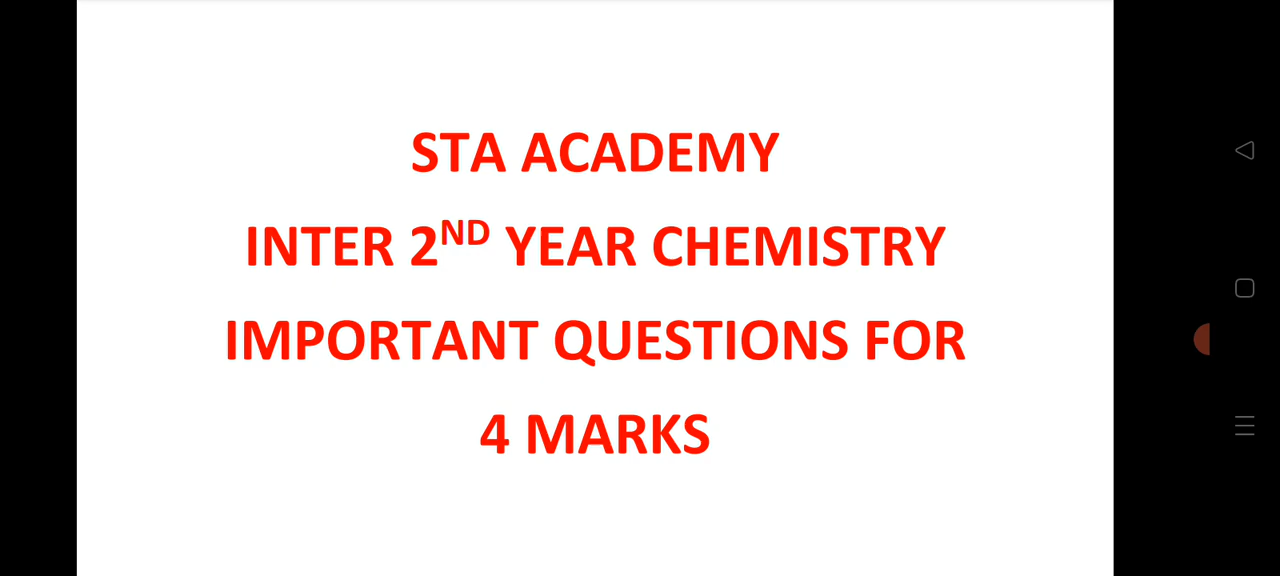 STA ACADEMY
INTER 2ND YEAR CHEMISTRY
IMPORTANT QUESTIONS FOR
4 MARKS